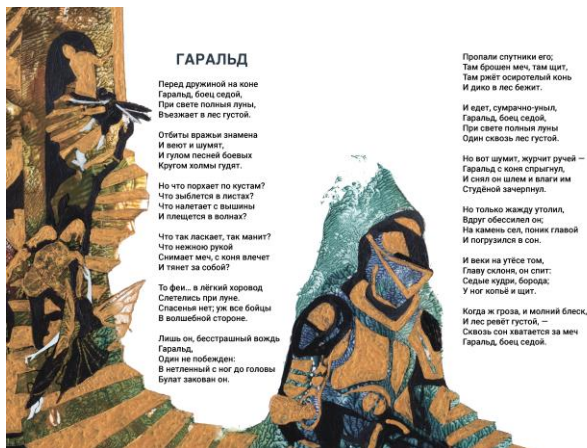 ГАРАЛЬД
Перед дружиной на коне
Гаральд, боец седой,
При свете полныя луны,
Въезжает в лес густой.
Отбиты вражьи знамена
И веют и шумят,
И гулом песней боевых
Кругом холмы гудят.
Но что порхает по кустам?
Что зыблется в листах?
Что налетает с вышины
И плещется в волнах?
Что так ласкает, так манит?
Что нежною рукой
Снимает меч, с коня влечет
И тянет за собой?
То феи... в лёгкий хоровод
Слетелись при луне.
Спасенья нет; уж все бойцы
В волшебной стороне.
Лишь он, бесстрашный вождь
Гаральд,
Один не побежден:
В нетленный с ног до головы
Булат закован он.
Пропали спутники его;
Там брошен меч, там щит,
Там ржёт осиротелый конь
И дико в лес бежит.
И едет, сумрачно-уныл,
Гаральд, боец седой,
При свете полныя луны
Один сквозь лес густой.
Но вот шумит, журчит ручей —
Гаральд с коня спрыгнул,
И снял он шлем и влаги им
Студёной зачерпнул.
Но только жажду утолил,
Вдруг обессилел он;
На камень сел, поник главой
И погрузился в сон.
И веки на утёсе том,
Главу склоня, он спит:
Седые кудри, борода;
У ног копьё и щит.
Когда ж гроза, и молний блеск,
И лес ревёт густой, —
Сквозь сон хватается за меч
Гаральд, боец седой.